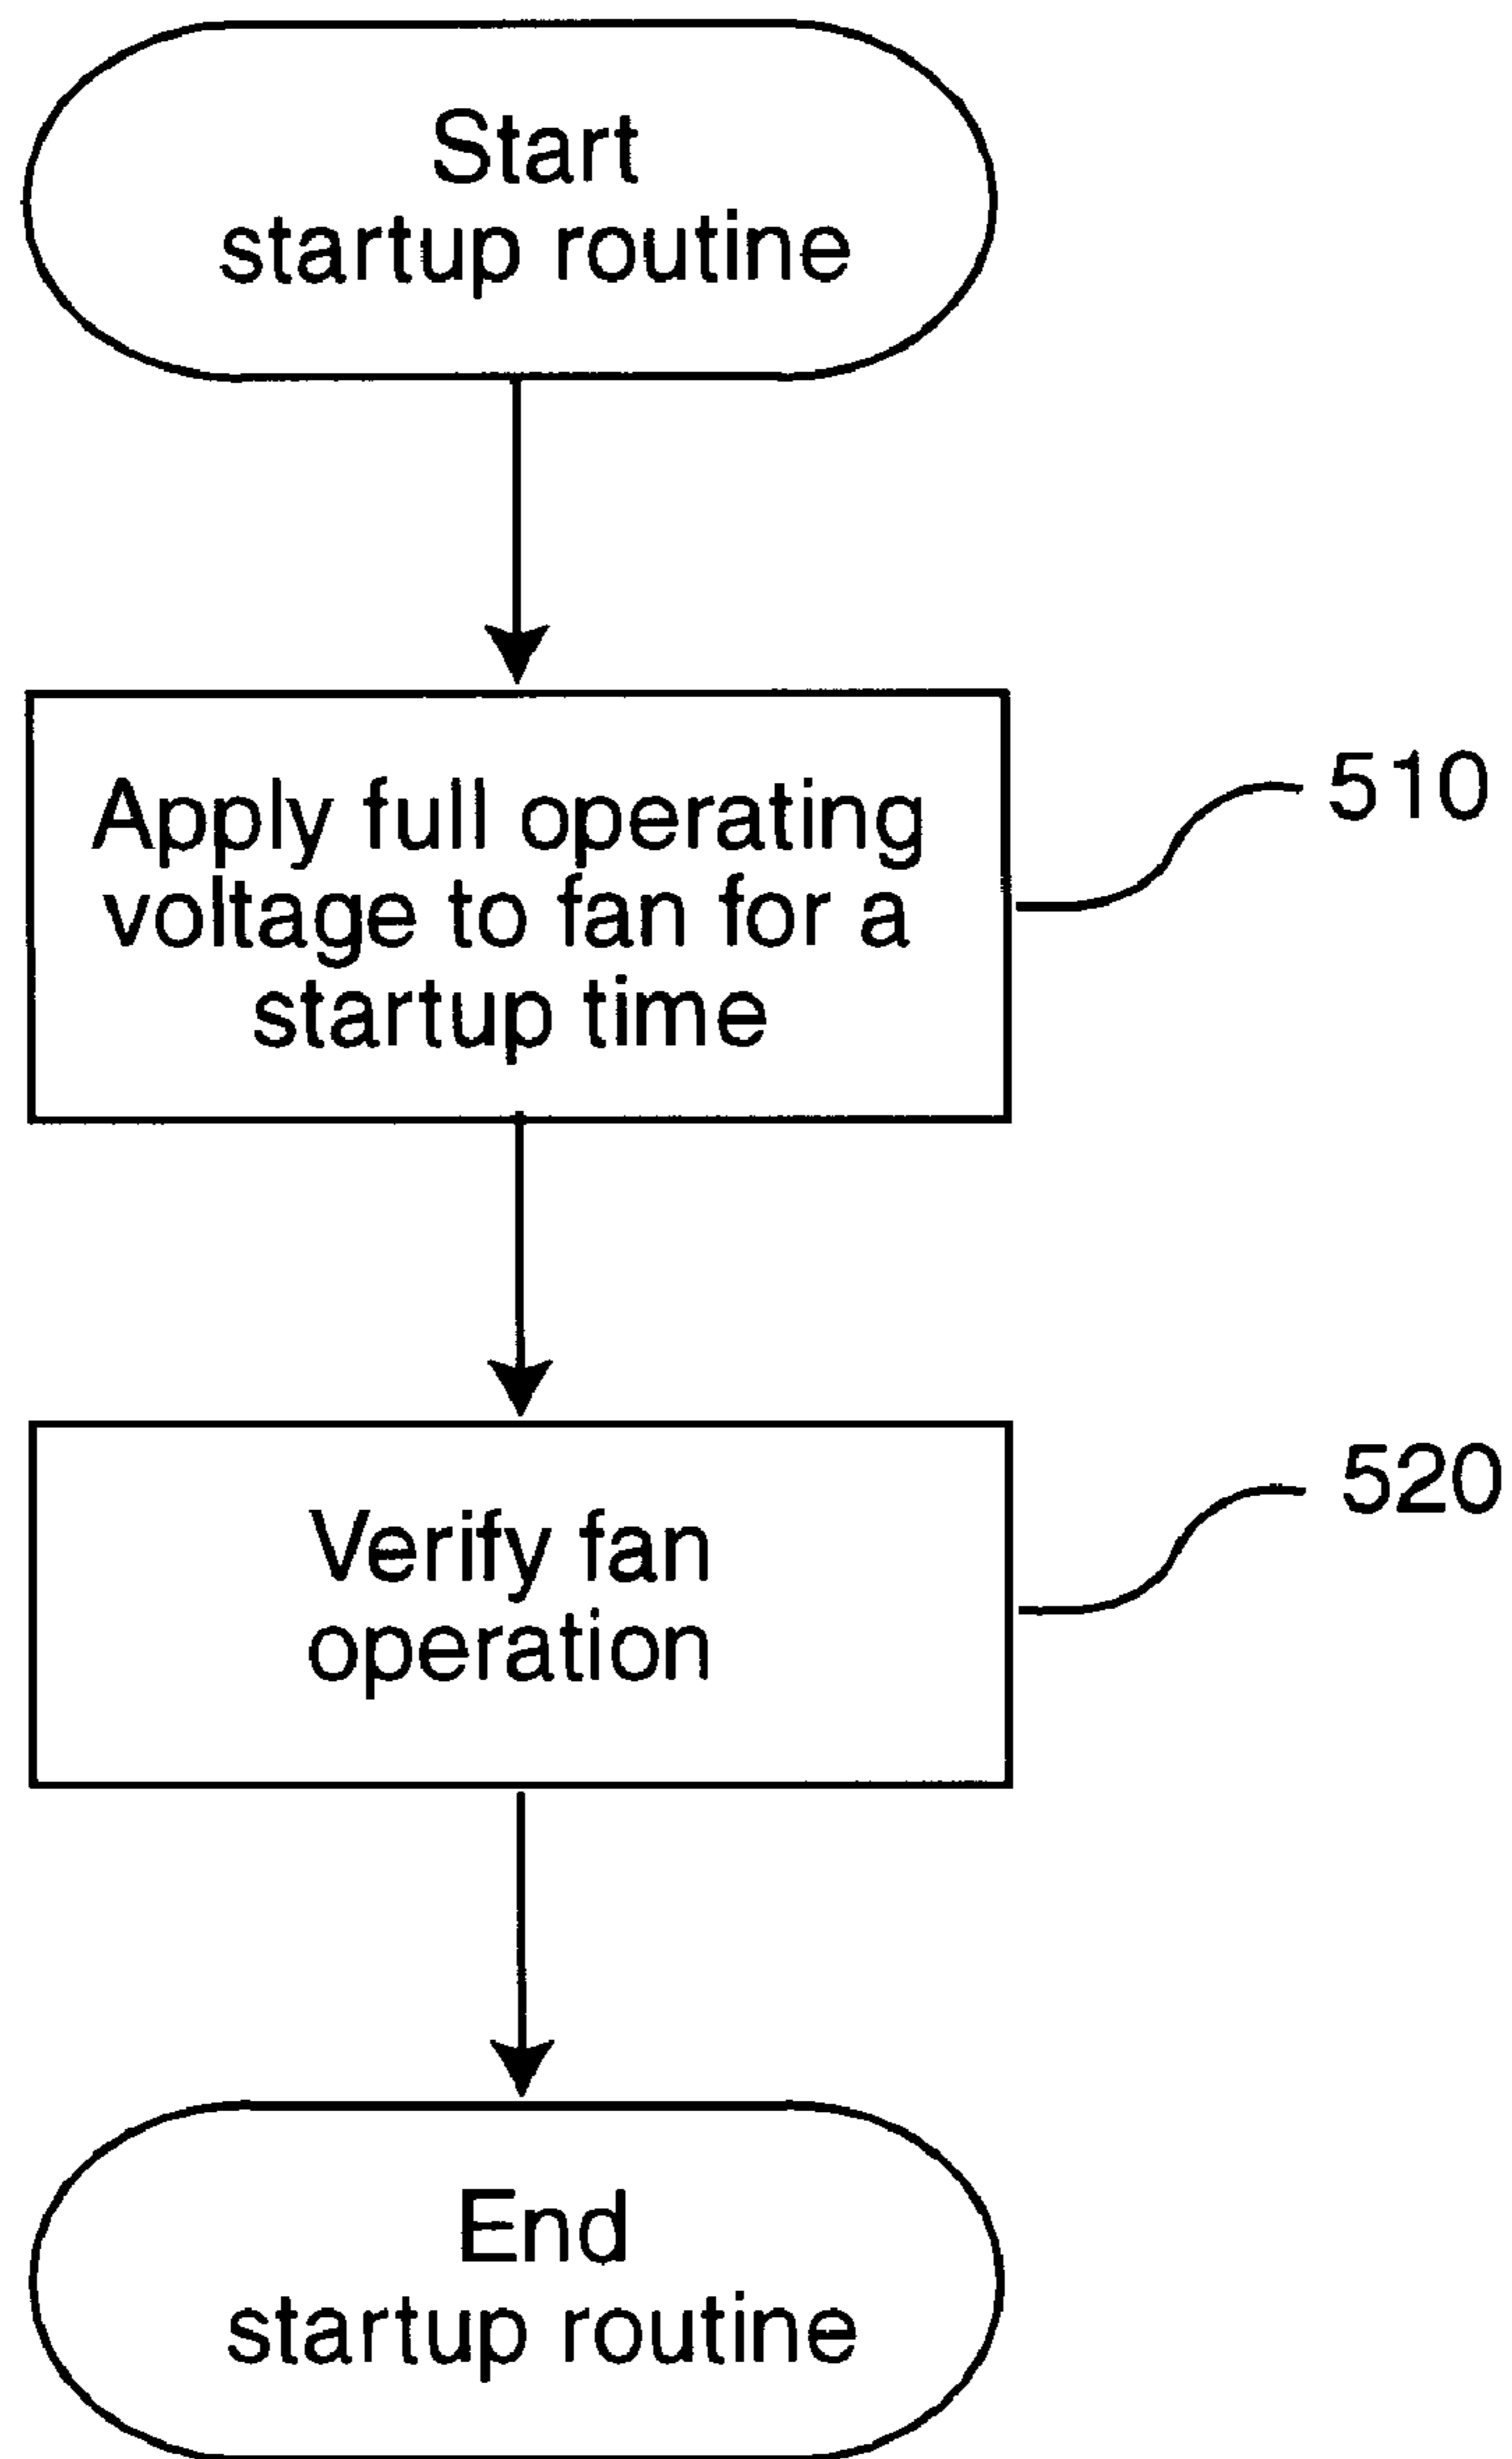 Start
startup routine
Apply full operating
voltage to fan for a
startup time
510
Verify fan
operation
520
End
startup routine